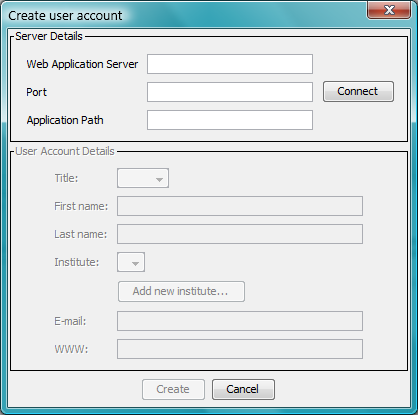 Create user account
Server Details
Web Application Server
Port
Connect
Application Path
User Account Details
Title:
First name:
Last name:
Institute:
Add new institute...
E-mail:
WWW:
Create Cancel